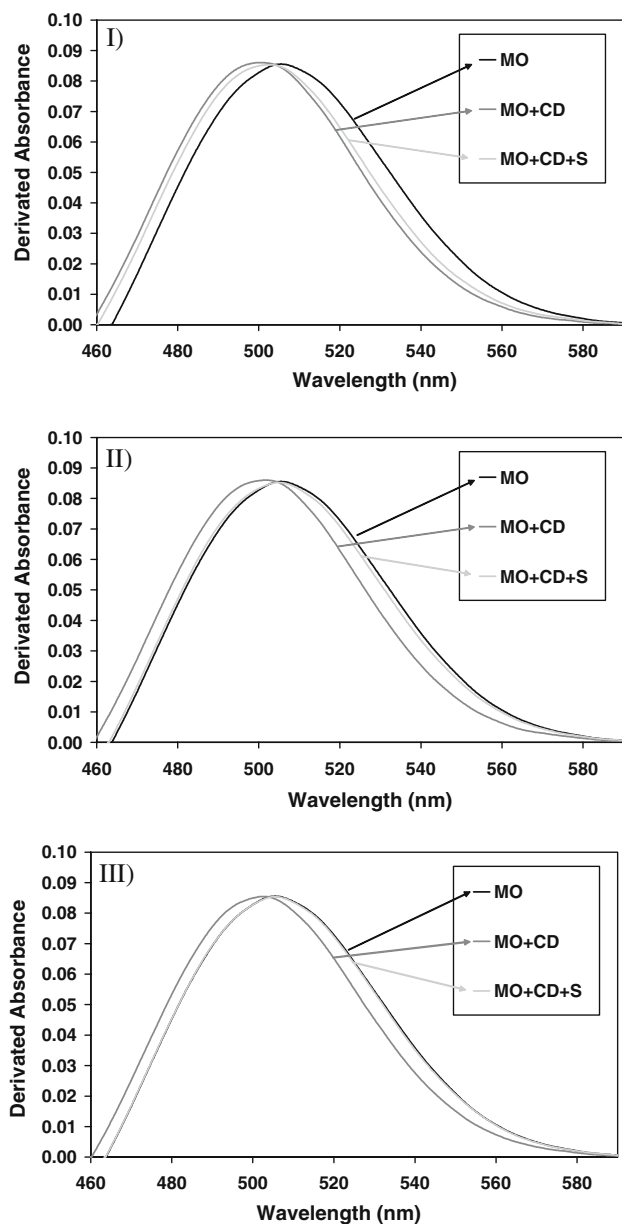 I)
Derivated Absorbance
0.10
0.09
0.08
0.07
0.06
0.05
0.04
0.03
0.02
0.01
0.00
MO
MO+CD
MO+CD+S
460 480 500 520 540 560 580
Wavelength (nm)
II)
Derivated Absorbance
0.10
0.09
0.08
0.07
0.06
0.05
0.04
0.03
0.02
0.01
0.00
MO
MO+CD
MO+CD+S
460 480 500 520 540 560 580
Wavelength (nm)
III)
Derivated Absorbance
0.10
0.09
0.08
0.07
0.06
0.05
0.04
0.03
0.02
0.01
0.00
MO
MO+CD
MO+CD+S
460 480 500 520 540 560 580
Wavelength (nm)